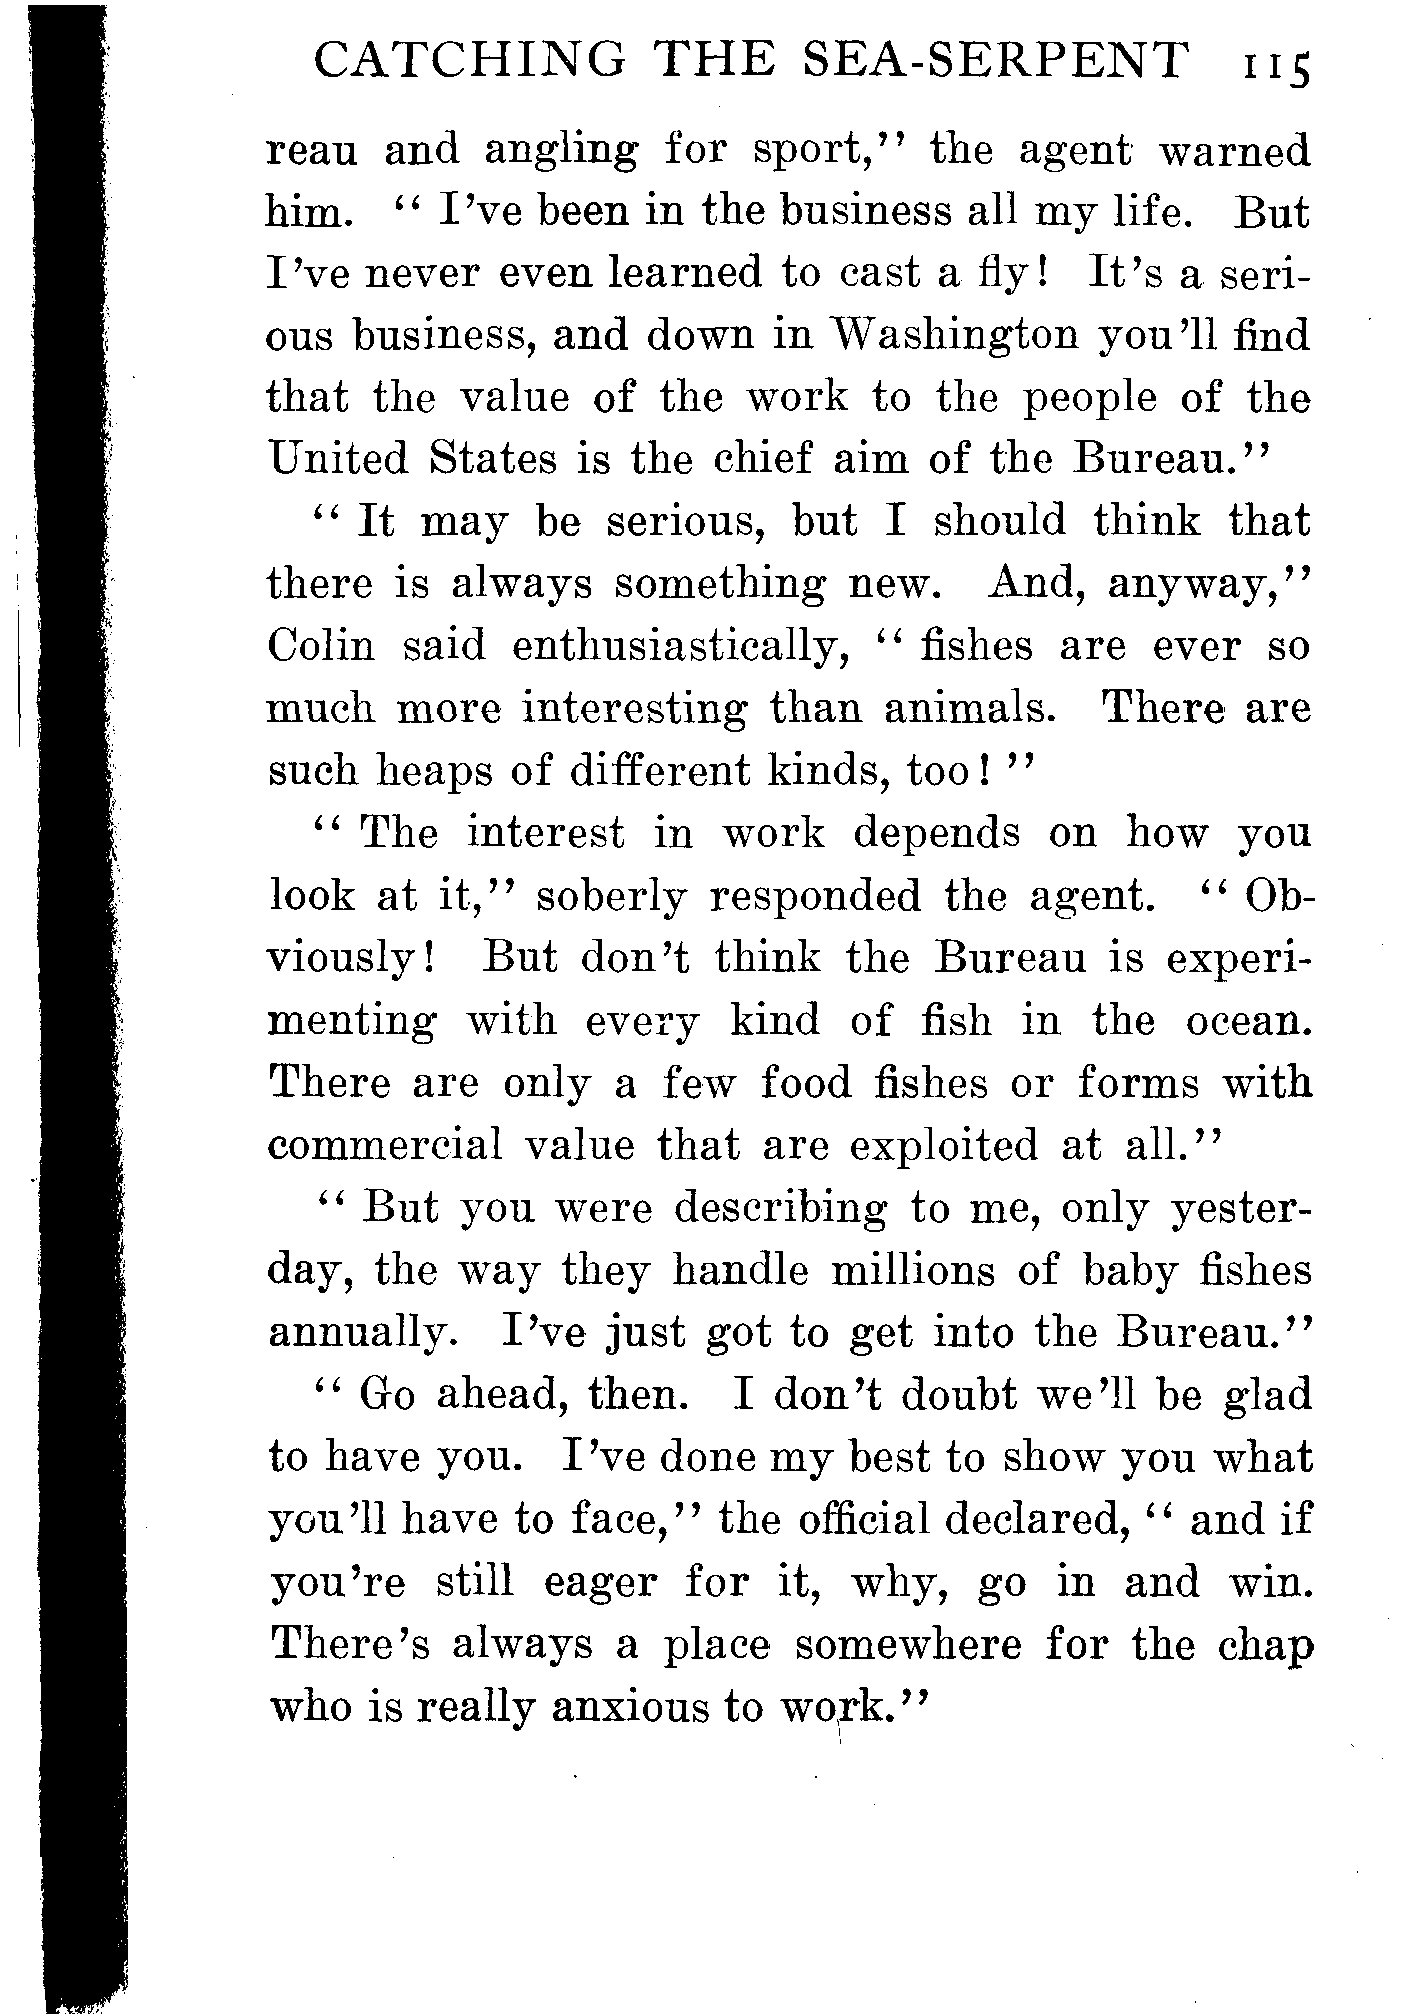 CATCHING THE SEA-SERPENT 115
reau and angling for sport,'' the agent warned
him. `` I've been in the business all my life. But
I've never even learned to cast a fly! It's a seri-
ous business, and down in Washington you'll find
that the value of the work to the people of the
United States is the chief aim of the Bureau.''
`` It may be serious, but I should think that
there is always something new. And, anyway,''
Colin said enthusiastically, `` fishes are ever so
much more interesting than animals. There are
such heaps of different kinds, too! ''
`` The interest in work depends on how you
look at it,'' soberly responded the agent. `` Ob-
viously! But don't think the Bureau is experi-
menting with every kind of fish in the ocean.
There are only a few food fishes or forms with
commercial value that are exploited at all.''
`` But you were describing to me, only yester-
day, the way they handle millions of baby fishes
annually. I've just got to get into the Bureau.''
`` Go ahead, then. I don't doubt we'll be glad
to have you. I've done my best to show you what
you'll have to face,'' the official declared, `` and if
you're still eager for it, why, go in and win.
There's always a place somewhere for the chap
who is really anxious to work.''